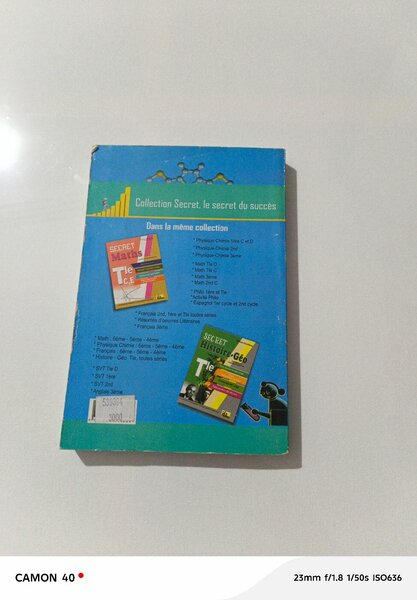 Collection Secret, le secret du succès
Dans la même collection
* Physique Chimie 1ère C et D
* Physique Chimie 2nd
* Physique Chimie 3ème
* Math Tle D
* Math Tle C
* Math 3ème
* Math 2nd C
* Philo 1ère et Tle
* Activité Philo
* Espagnol 1er cycle et 2nd cycle
SECRET
Maths
Tle
C,E
* Français 2nd, 1ère et Tle toutes séries
* Résumés d'oeuvres Littéraires
* Français 3ème
* Math : 6ème - 5ème - 4ème
* Physique Chimie : 6ème - 5ème - 4ème
* Français : 6ème - 5ème - 4ème
* Histoire - Géo Tle, toutes séries
* SVT Tle D
* SVT 1ère
* SVT 2nd
* Anglais 3ème
SECRET
Histoire-Géo
Tle
3000
CAMON 40
23mm f/1.8 1/50s ISO636